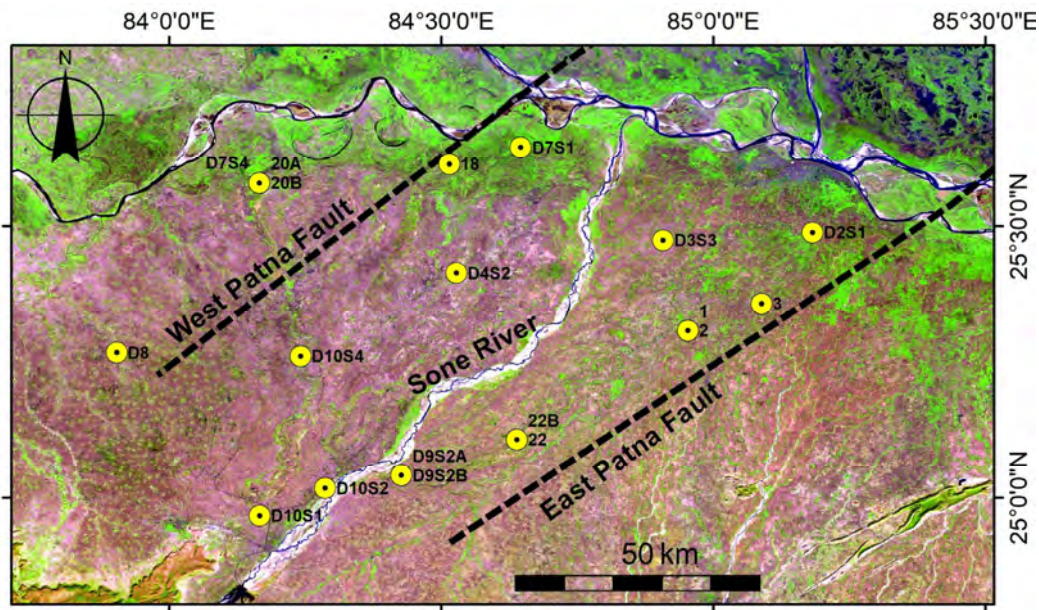 84°0'0"E 84°30'0"E 85°0'0"E 85°30'0"E
N
D7S4 20A
20B
18
D7S1
25°30'0"N
D3S3
D2S1
West Patna Fault
D4S2
3
1
2
D8
D10S4
Sone River
22B
22
East Patna Fault
D9S2A
D9S2B
D10S2
D10S1
25°0'0"N
50 km